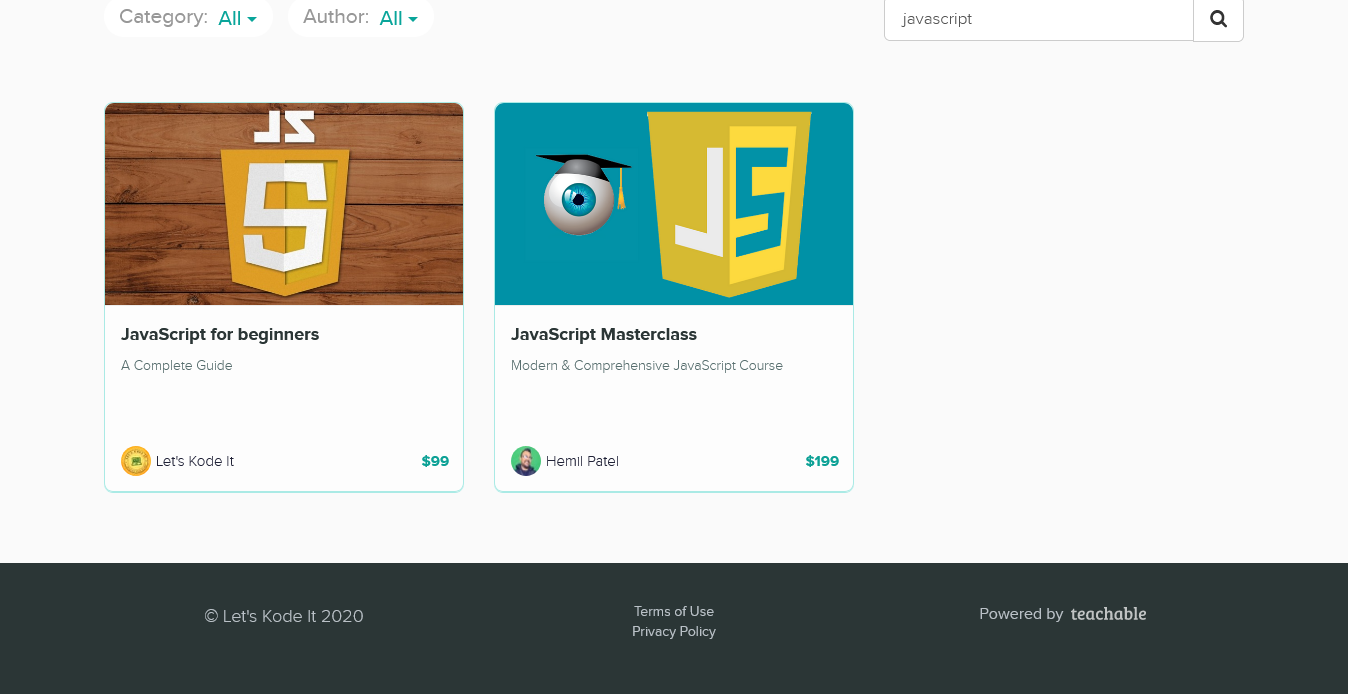 Category: All
Author: All
javascript
JS
JS
JavaScript for beginners
A Complete Guide
Let's Kode It
$99
JavaScript Masterclass
Modern & Comprehensive JavaScript Course
Hemil Patel
$199
© Let's Kode It 2020
Terms of Use
Privacy Policy
Powered by teachable